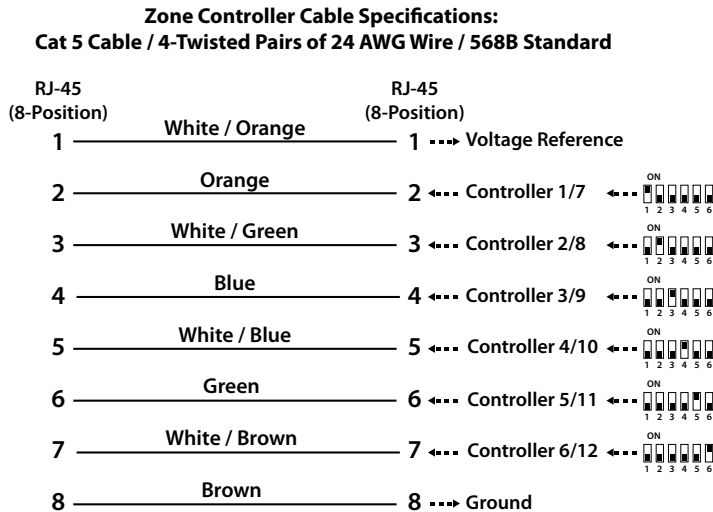 Zone Controller Cable Specifications:
Cat 5 Cable / 4-Twisted Pairs of 24 AWG Wire / 568B Standard
RJ-45 RJ-45
(8-Position) (8-Position)
1 White / Orange 1 Voltage Reference
2 Orange 2 Controller 1/7 ON
1 2 3 4 5 6
3 White / Green 3 Controller 2/8 ON
1 2 3 4 5 6
4 Blue 4 Controller 3/9 ON
1 2 3 4 5 6
5 White / Blue 5 Controller 4/10 ON
1 2 3 4 5 6
6 Green 6 Controller 5/11 ON
1 2 3 4 5 6
7 White / Brown 7 Controller 6/12 ON
1 2 3 4 5 6
8 Brown 8 Ground